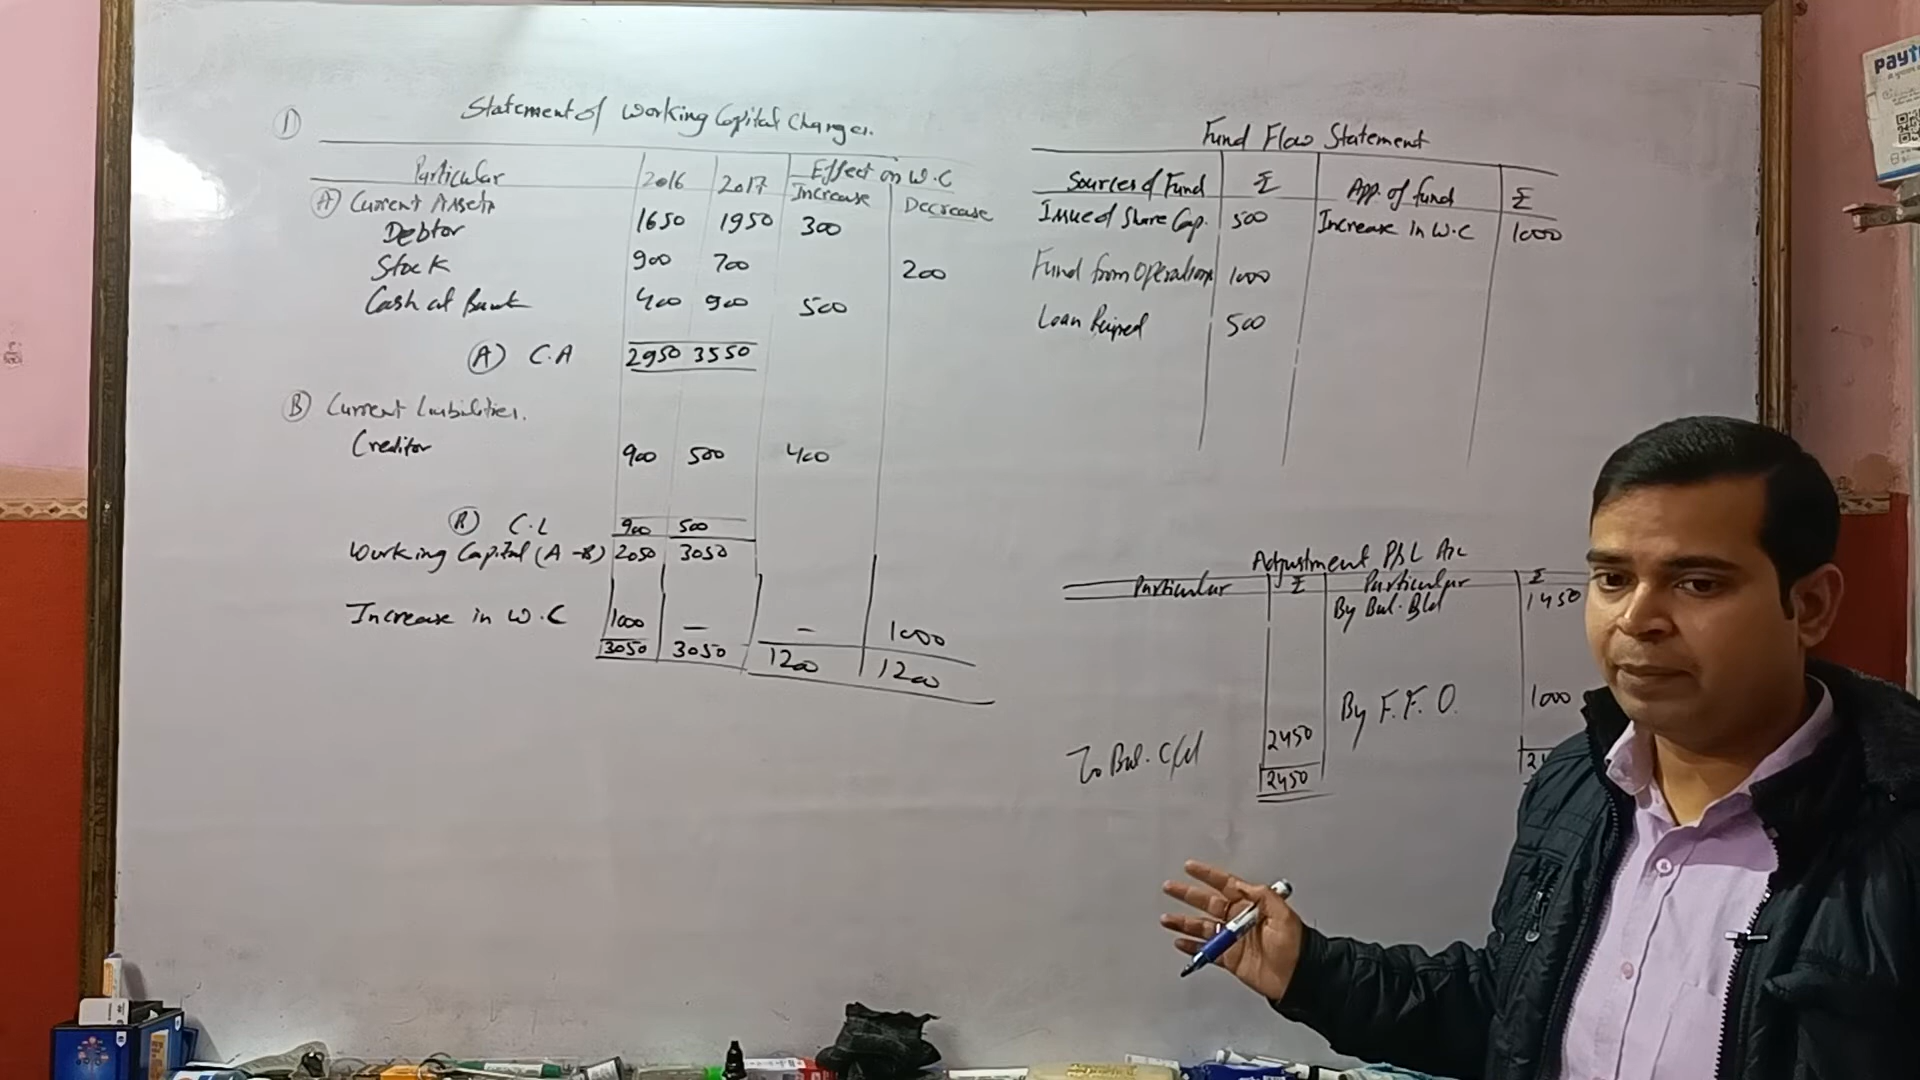 1
Statement of Working Capital Changes.
Particular 2016 2017 Effect on W.C
Increase Decrease
A Current Assets
Debtor 1650 1950 300
Stock 900 700 200
Cash at Bank 400 900 500
A C.A 2950 3550
B Current Liabilities.
Creditor 900 500 400
B C.L 900 500
Working Capital (A-B) 2050 3050
Increase in W.C 1000 — — 1000
3050 3050 1200 1200
Fund Flow Statement
Sources of Fund ₹ App. of fund ₹
Issued Share Cap. 500 Increase in W.C 1000
Fund from Operation 1000
Loan Raised 500
Adjustment P&L A/c
Particular ₹ Particular ₹
By Bal. B/d 1450
By F.F.O. 1000
To Bal. C/d 2450
2450
Payt